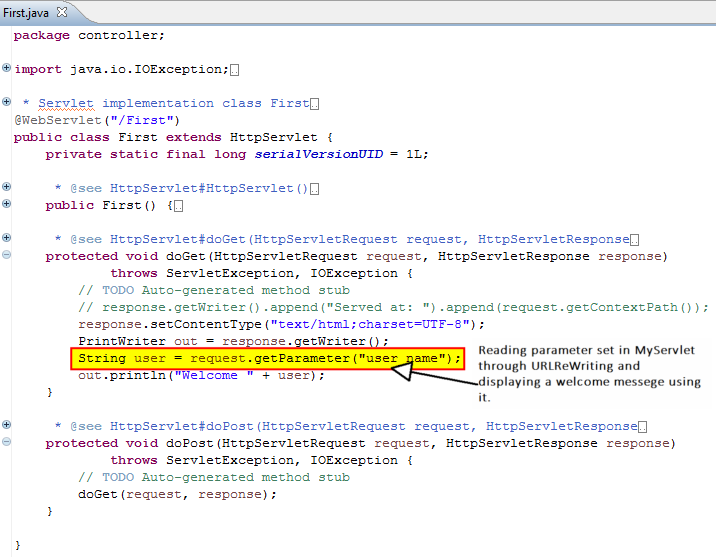 First.java
package controller;
import java.io.IOException;
* Servlet implementation class First
@WebServlet("/First")
public class First extends HttpServlet {
private static final long serialVersionUID = 1L;
* @see HttpServlet#HttpServlet()
public First() {
* @see HttpServlet#doGet(HttpServletRequest request, HttpServletResponse
protected void doGet(HttpServletRequest request, HttpServletResponse response)
throws ServletException, IOException {
// TODO Auto-generated method stub
// response.getWriter().append("Served at: ").append(request.getContextPath());
response.setContentType("text/html;charset=UTF-8");
PrintWriter out = response.getWriter();
String user = request.getParameter("user_name");
out.println("Welcome " + user);
}
Reading parameter set in MyServlet
through URLReWriting and
displaying a welcome messege using
it.
* @see HttpServlet#doPost(HttpServletRequest request, HttpServletResponse
protected void doPost(HttpServletRequest request, HttpServletResponse response)
throws ServletException, IOException {
// TODO Auto-generated method stub
doGet(request, response);
}
}